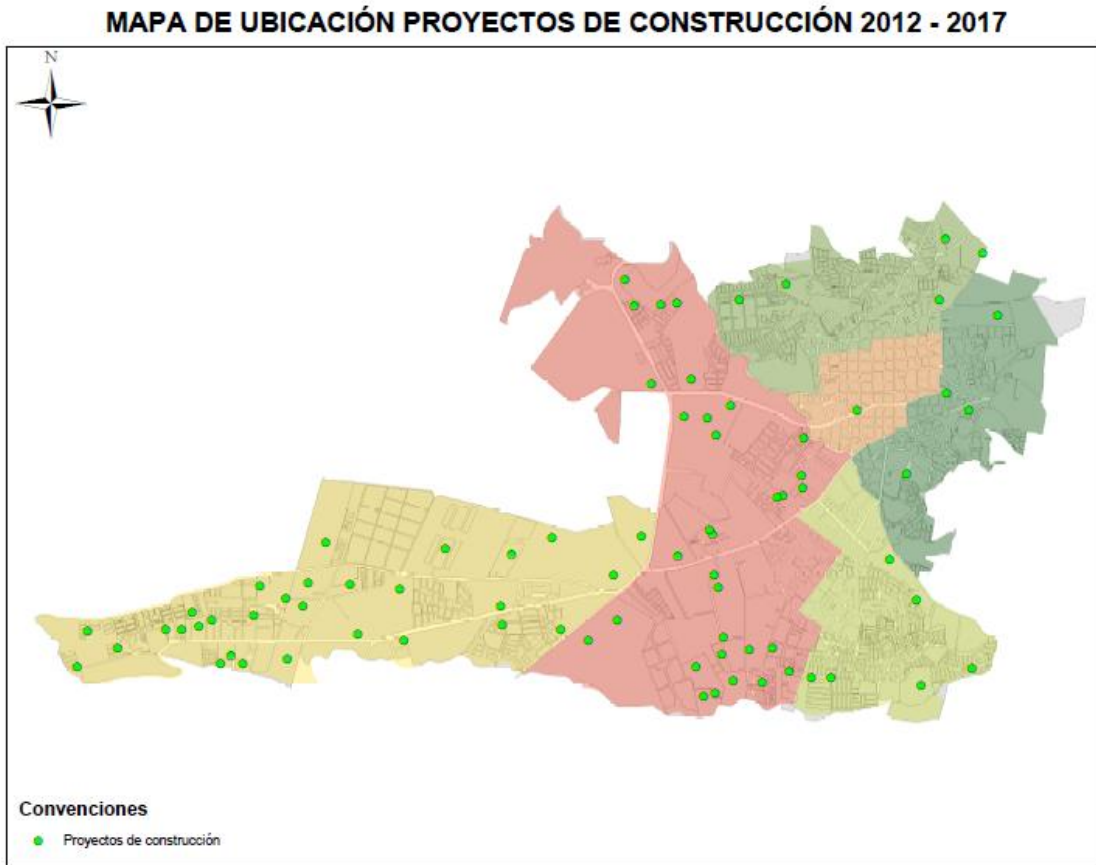 MAPA DE UBICACIÓN PROYECTOS DE CONSTRUCCIÓN 2012 - 2017
N
Convenciones
Proyectos de construcción